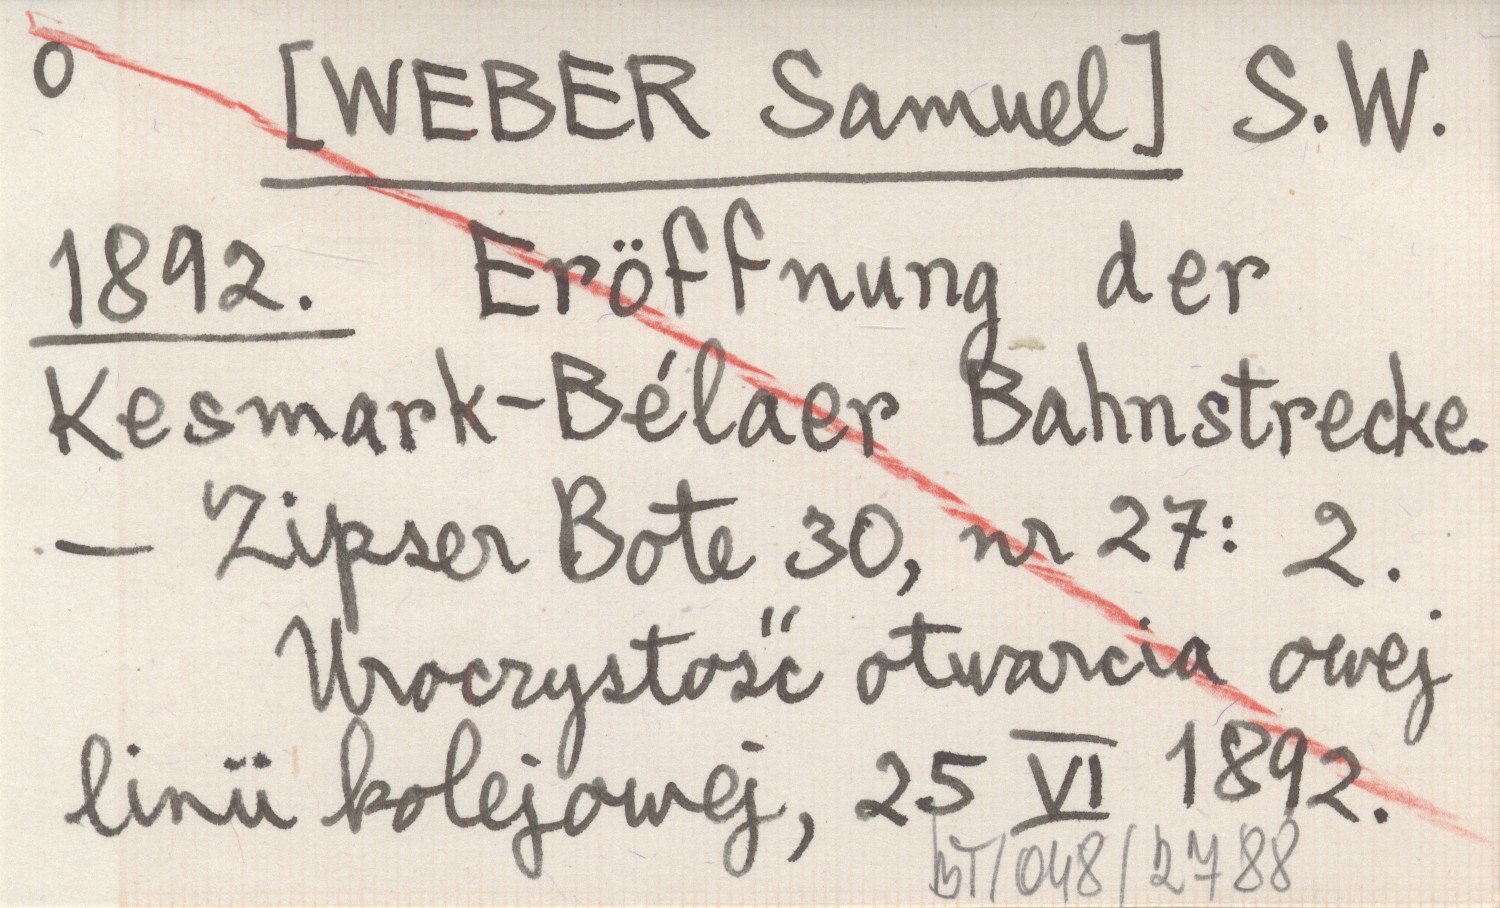 o [WEBER Samuel] S.W.
1892. Eröffnung der
Kesmark-Bélaer Bahnstrecke.
— Zipser Bote 30, nr 27: 2.
Uroczystość otwarcia owej
linii kolejowej, 25 VI 1892.
BT/048/2788